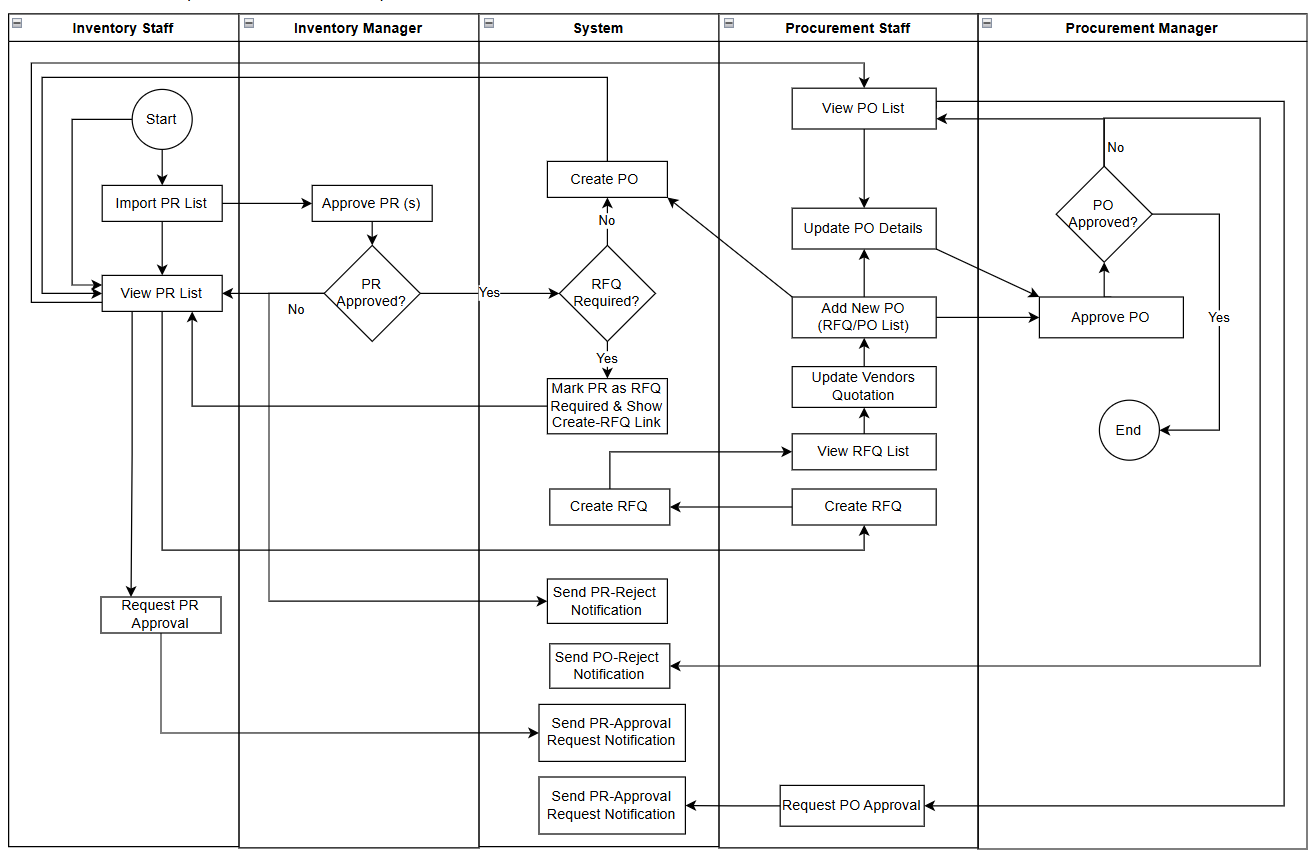 Inventory Staff
Inventory Manager
System
Procurement Staff
Procurement Manager
Start
View PO List
No
Import PR List
Approve PR (s)
Create PO
No
PO
Approved?
Update PO Details
View PR List
PR
Approved?
No
Yes
RFQ
Required?
Add New PO
(RFQ/PO List)
Approve PO
Yes
Yes
Mark PR as RFQ
Required & Show
Create-RFQ Link
Update Vendors
Quotation
End
View RFQ List
Create RFQ
Create RFQ
Request PR
Approval
Send PR-Reject
Notification
Send PO-Reject
Notification
Send PR-Approval
Request Notification
Send PR-Approval
Request Notification
Request PO Approval